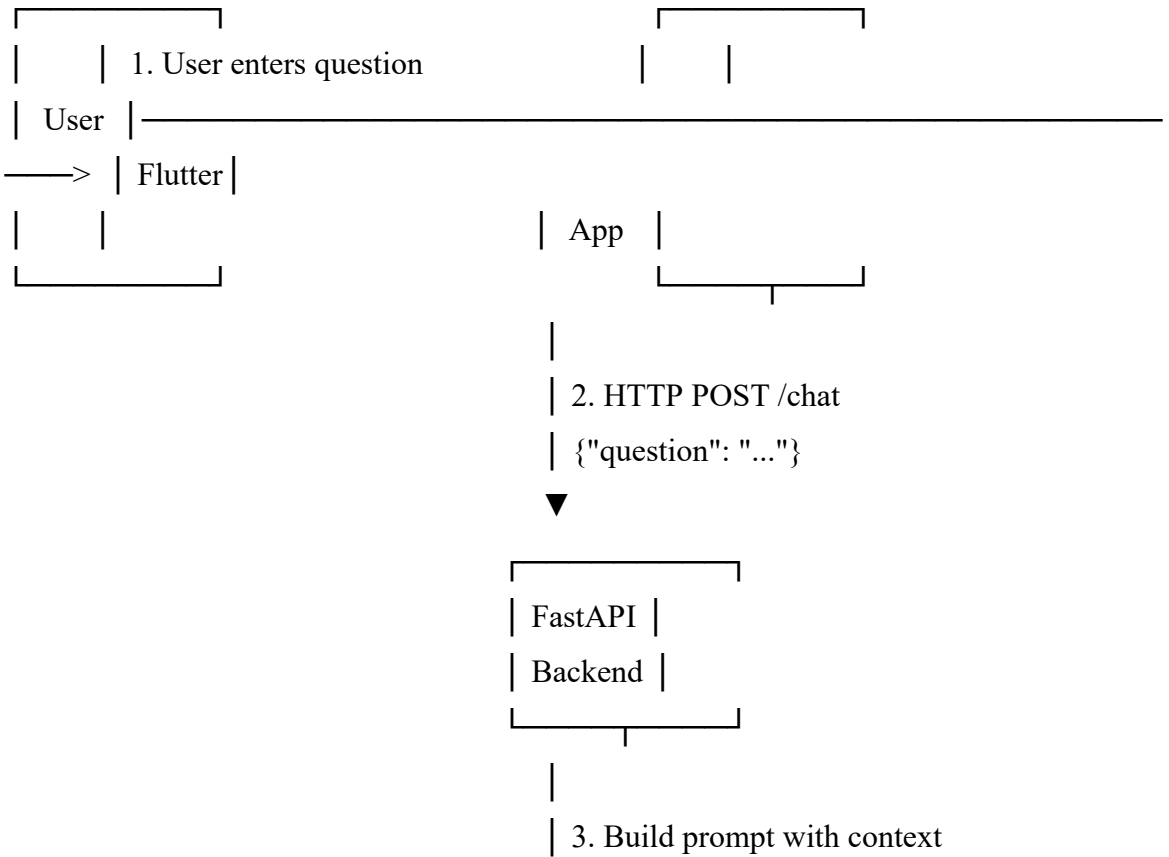 1. User enters question
User
> Flutter
App
2. HTTP POST /chat
{"question": "..."}
FastAPI
Backend
3. Build prompt with context